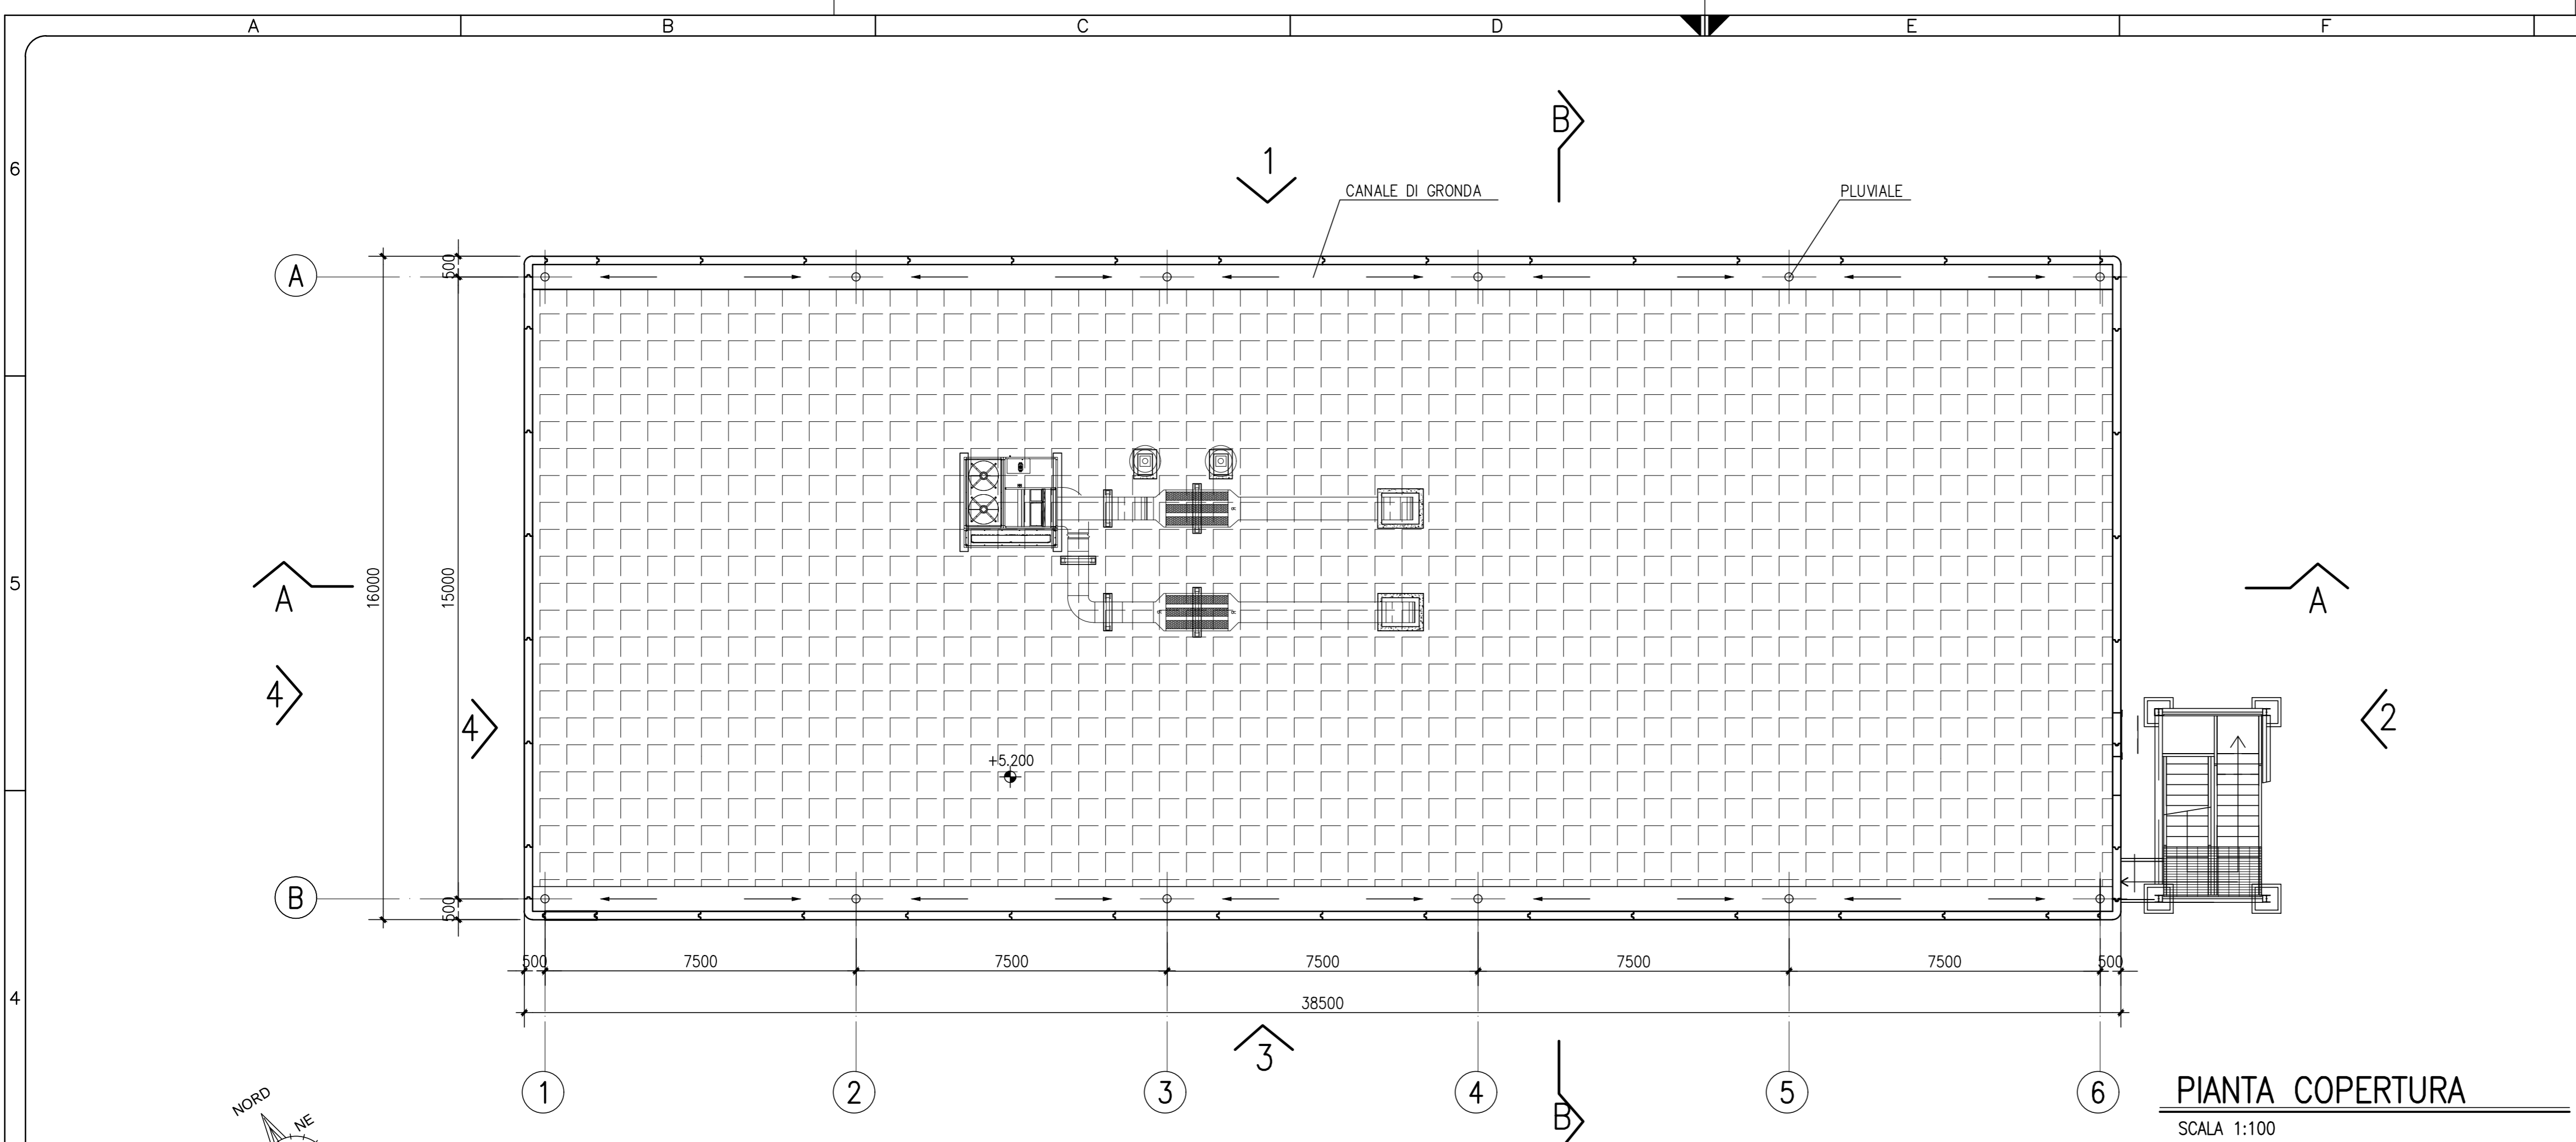 A B C D E F
B
1
6
CANALE DI GRONDA
PLUVIALE
500
A
5
16000
15000
A
A
4
4
2
+5.200
B
500
500 7500 7500 7500 7500 7500 500
4
38500
3
1 2 3 4 5 6
B
NORD
NE
PIANTA COPERTURA
SCALA 1:100